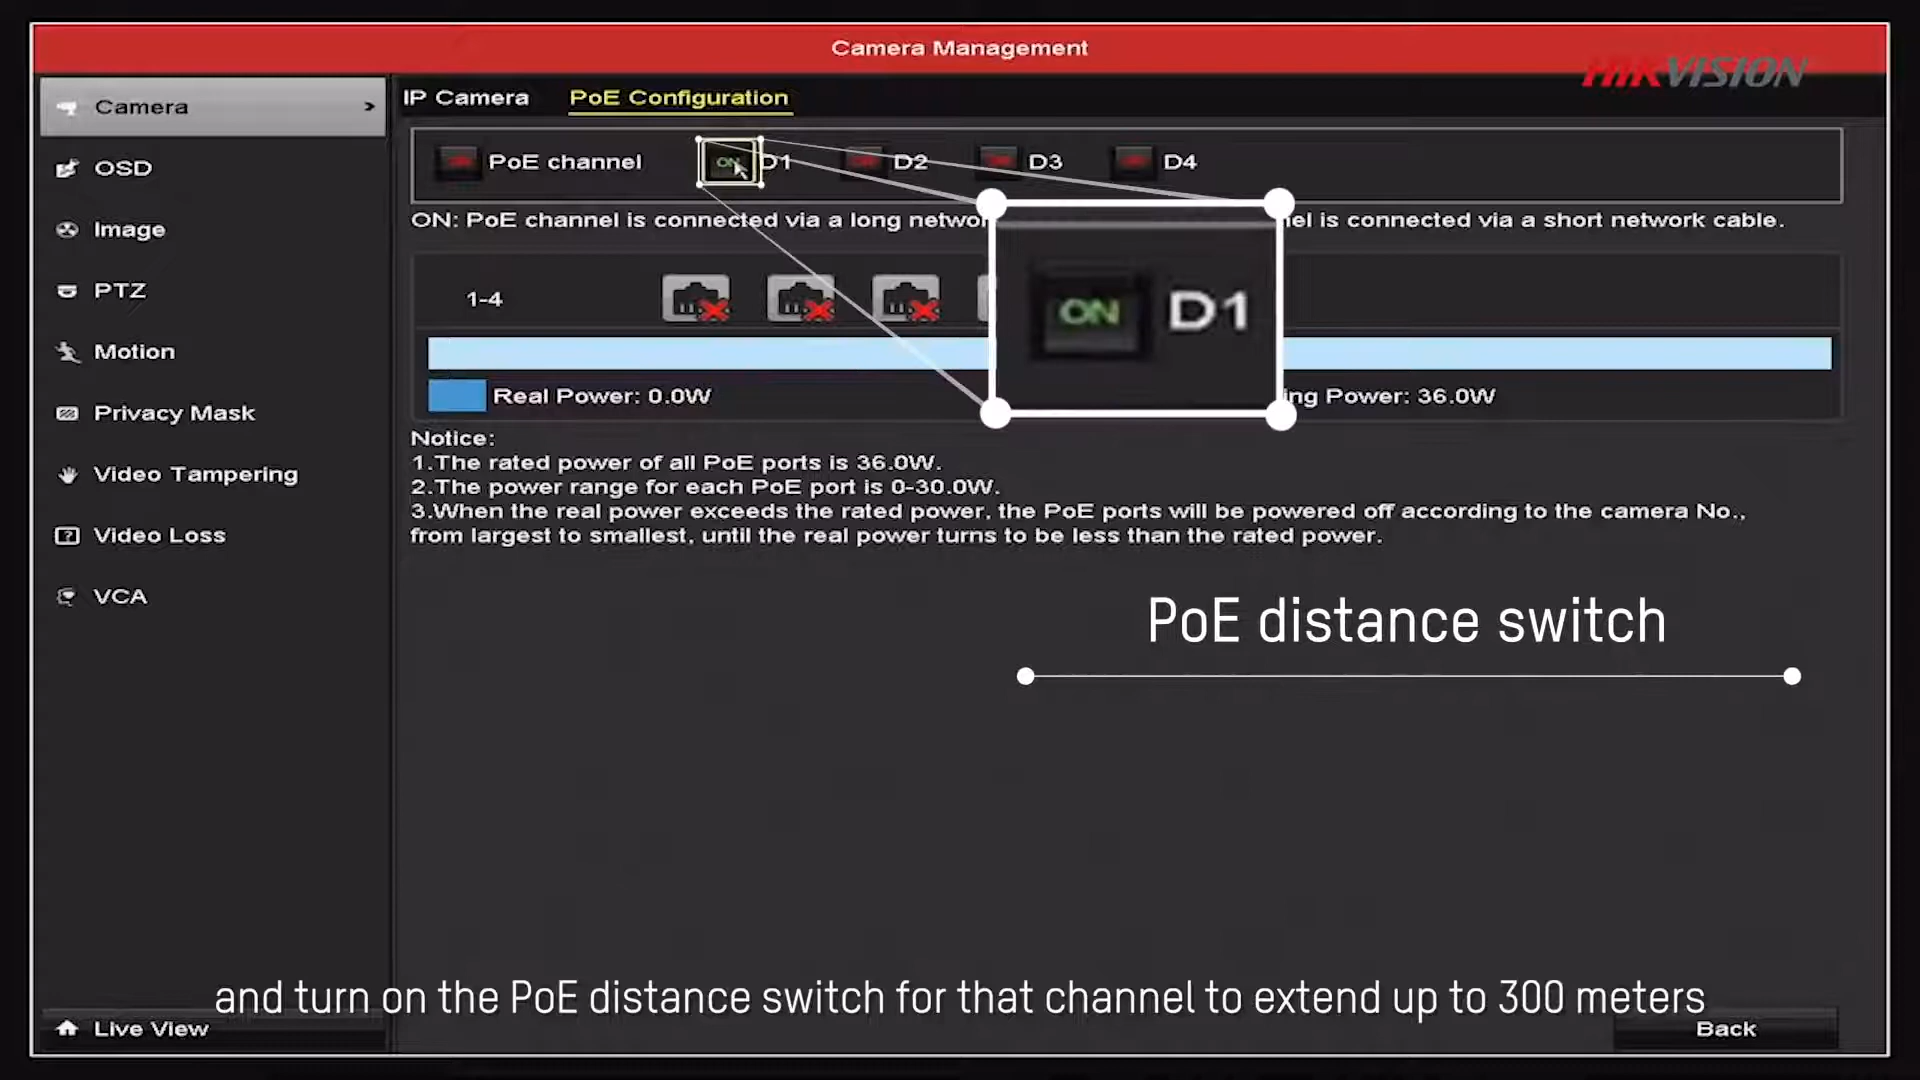 Camera Management
HIKVISION
Camera >
IP Camera PoE Configuration
PoE channel ON D1 D2 D3 D4
OSD
Image
ON: PoE channel is connected via a long is connected via a short network cable.
PTZ
1-4
ON D1
Motion
Real Power: 0.0W Power: 36.0W
Privacy Mask
Notice:
1.The rated power of all PoE ports is 36.0W.
Video Tampering
2.The power range for each PoE port is 0-30.0W.
3.When the real power exceeds the rated power, the PoE ports will be powered off according to the camera No.,
from largest to smallest, until the real power turns to be less than the rated power.
Video Loss
VCA
PoE distance switch
and turn on the PoE distance switch for that channel to extend up to 300 meters
Live View
Back